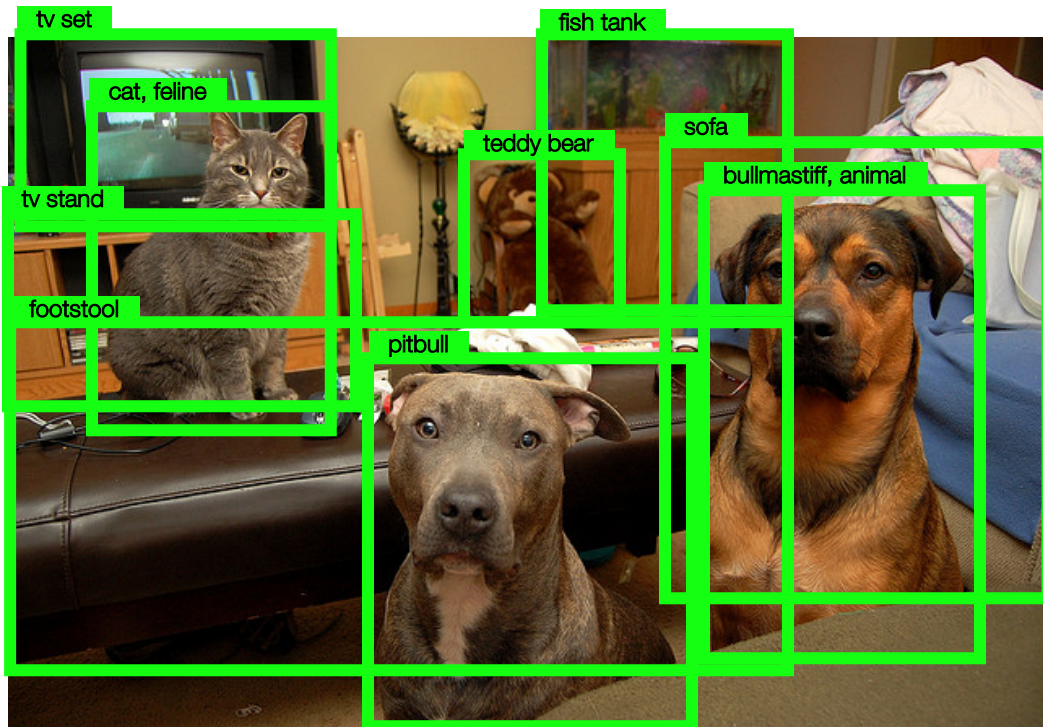 tv set
fish tank
cat, feline
sofa
teddy bear
bullmastiff, animal
tv stand
footstool
pitbull